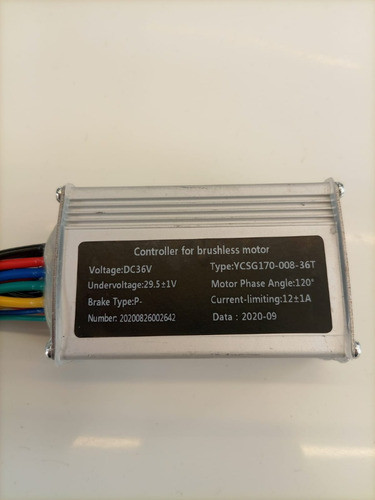 Controller for brushless motor
Voltage:DC36V Type:YCSG170-008-36T
Undervoltage:29.5±1V Motor Phase Angle:120°
Brake Type:P- Current-limiting:12±1A
Number: 20200826002642 Data : 2020-09